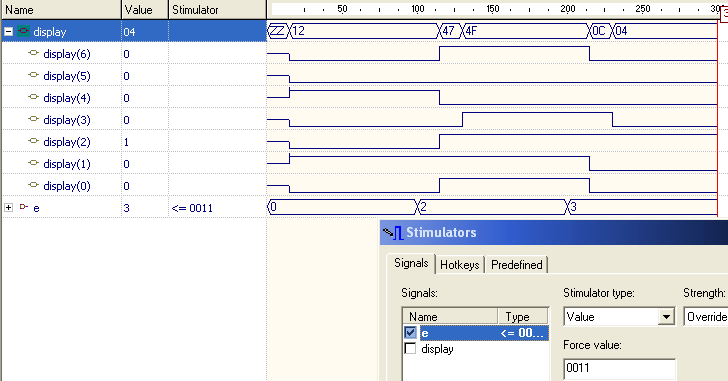 Name Value Stimulator 50 100 150 200 250 300
display 04 ZZ 12 47 4F 0C 04
display(6) 0
display(5) 0
display(4) 0
display(3) 0
display(2) 1
display(1) 0
display(0) 0
e 3 <= 0011 0 2 3
Stimulators
Signals Hotkeys Predefined
Signals: Stimulator type: Strength:
Name Type Value Override
e <= 00...
display Force value:
0011